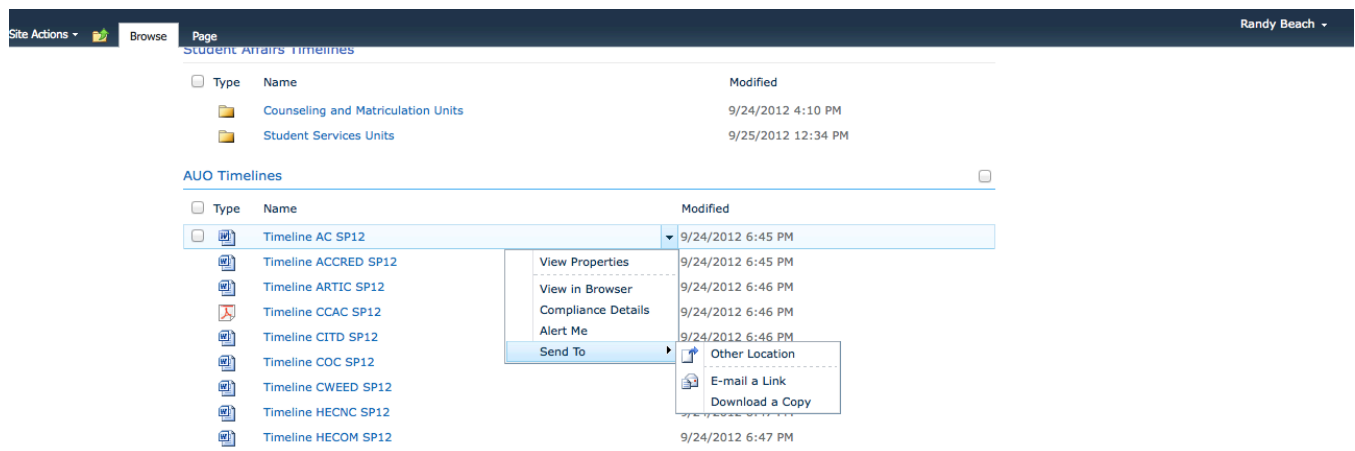 Randy Beach
Site Actions Browse Page
Student Affairs Timelines
Type Name Modified
Counseling and Matriculation Units 9/24/2012 4:10 PM
Student Services Units 9/25/2012 12:34 PM
AUO Timelines
Type Name Modified
Timeline AC SP12 9/24/2012 6:45 PM
Timeline ACCRED SP12 View Properties 9/24/2012 6:45 PM
Timeline ARTIC SP12 View in Browser 9/24/2012 6:46 PM
Timeline CCAC SP12 Compliance Details 9/24/2012 6:46 PM
Timeline CITD SP12 Alert Me 9/24/2012 6:46 PM
Timeline COC SP12 Send To Other Location
Timeline CWEED SP12 E-mail a Link
Timeline HECNC SP12 Download a Copy
Timeline HECOM SP12 9/24/2012 6:47 PM